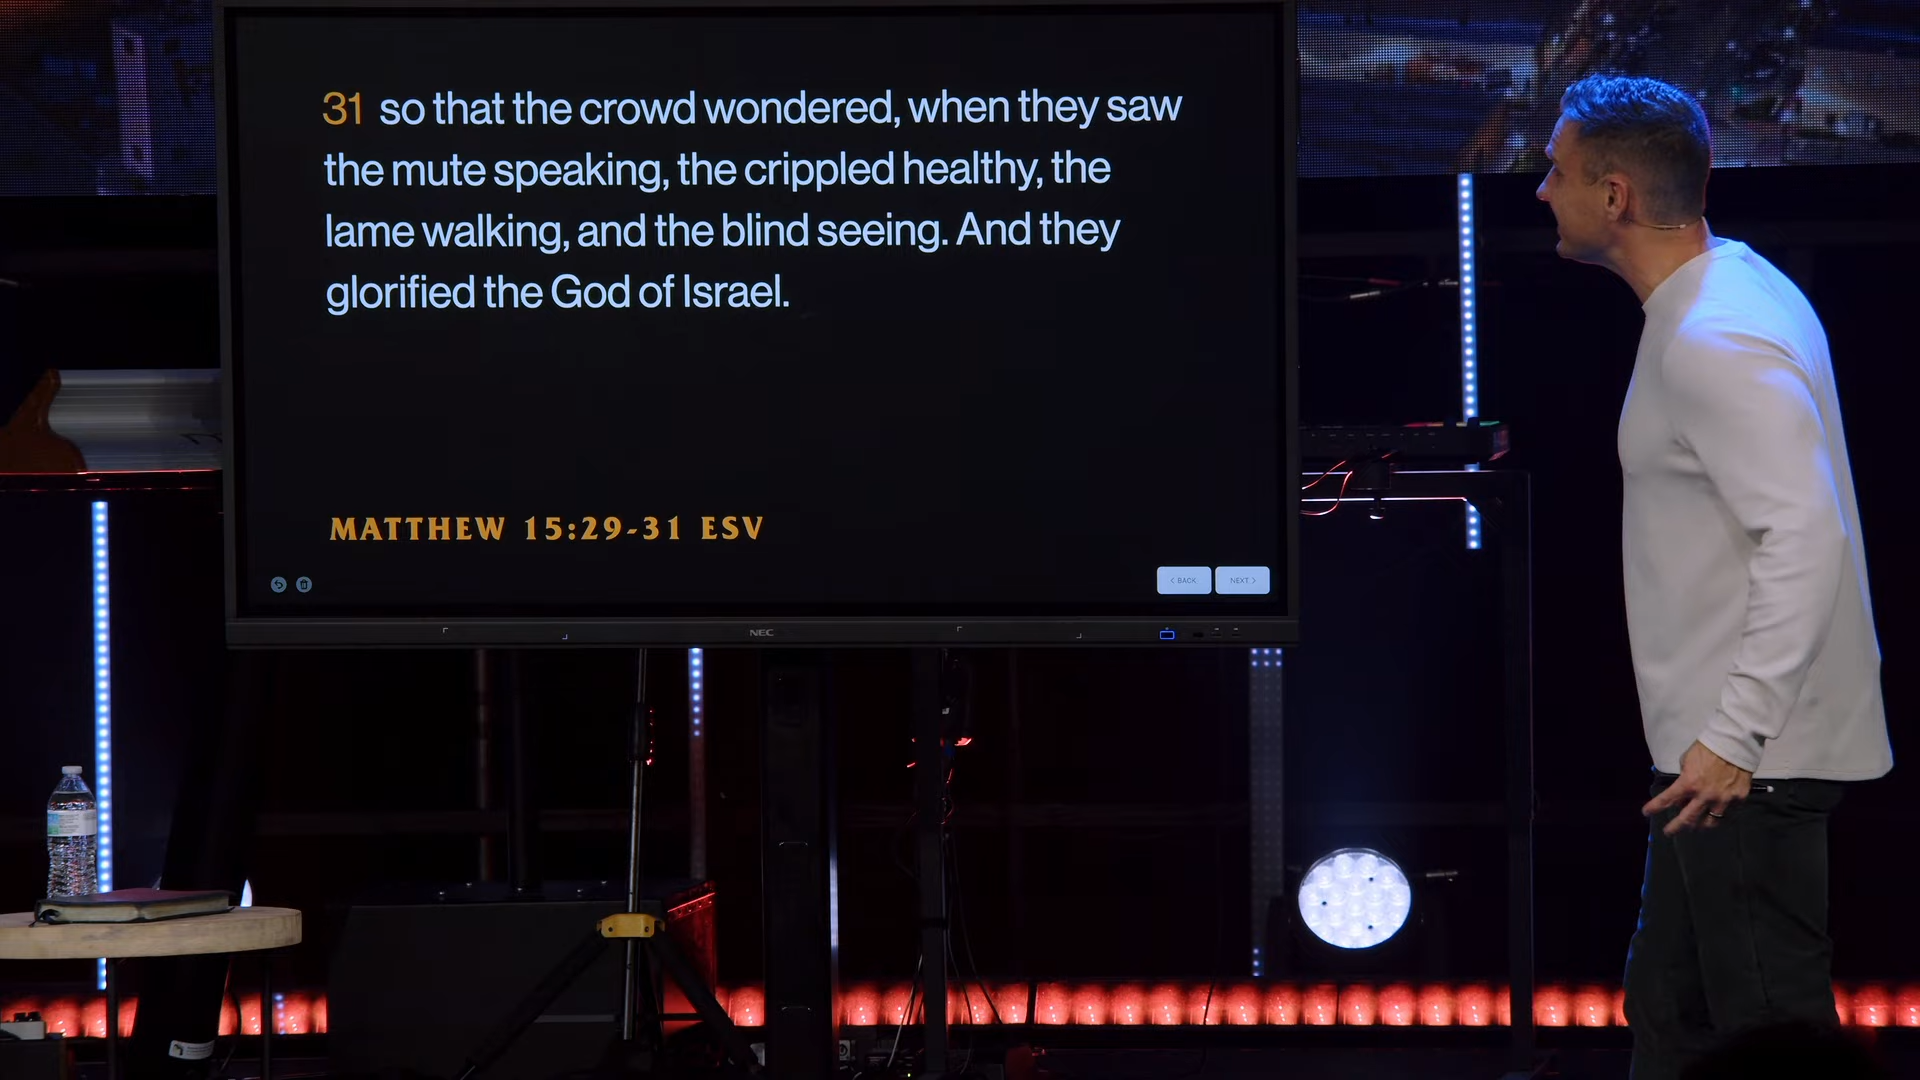 31 so that the crowd wondered, when they saw
the mute speaking, the crippled healthy, the
lame walking, and the blind seeing. And they
glorified the God of Israel.
MATTHEW 15:29-31 ESV
< BACK
NEXT >
NEC